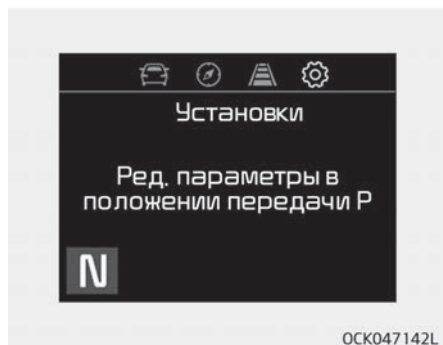 Установки
Ред. параметры в
положении передачи P
N
OCK047142L